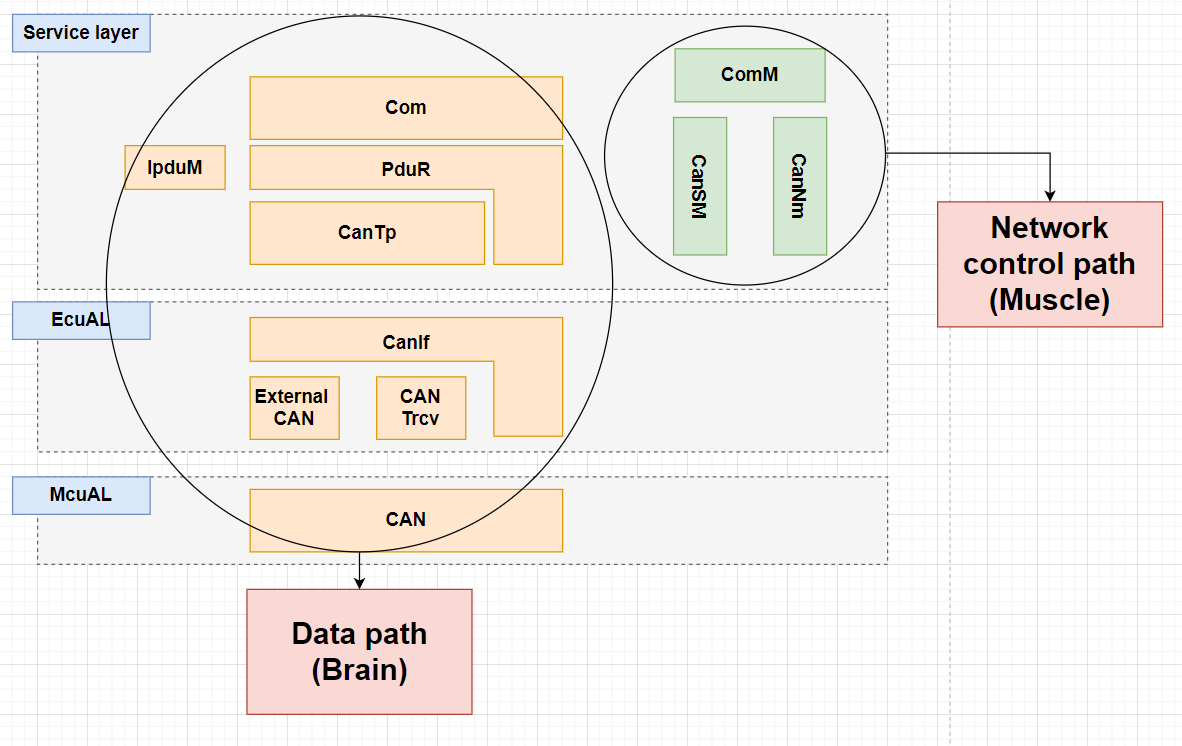 Service layer
ComM
Com
IpduM
PduR
CanSM
CanNm
CanTp
Network
control path
(Muscle)
EcuAL
CanIf
External
CAN
CAN
Trcv
McuAL
CAN
Data path
(Brain)